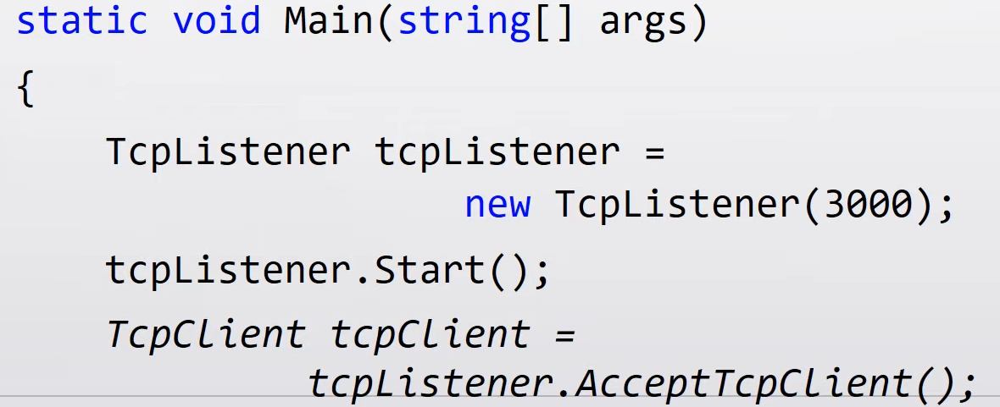 static void Main(string[] args)
{
TcpListener tcpListener =
new TcpListener(3000);
tcpListener.Start();
TcpClient tcpClient =
tcpListener.AcceptTcpClient();